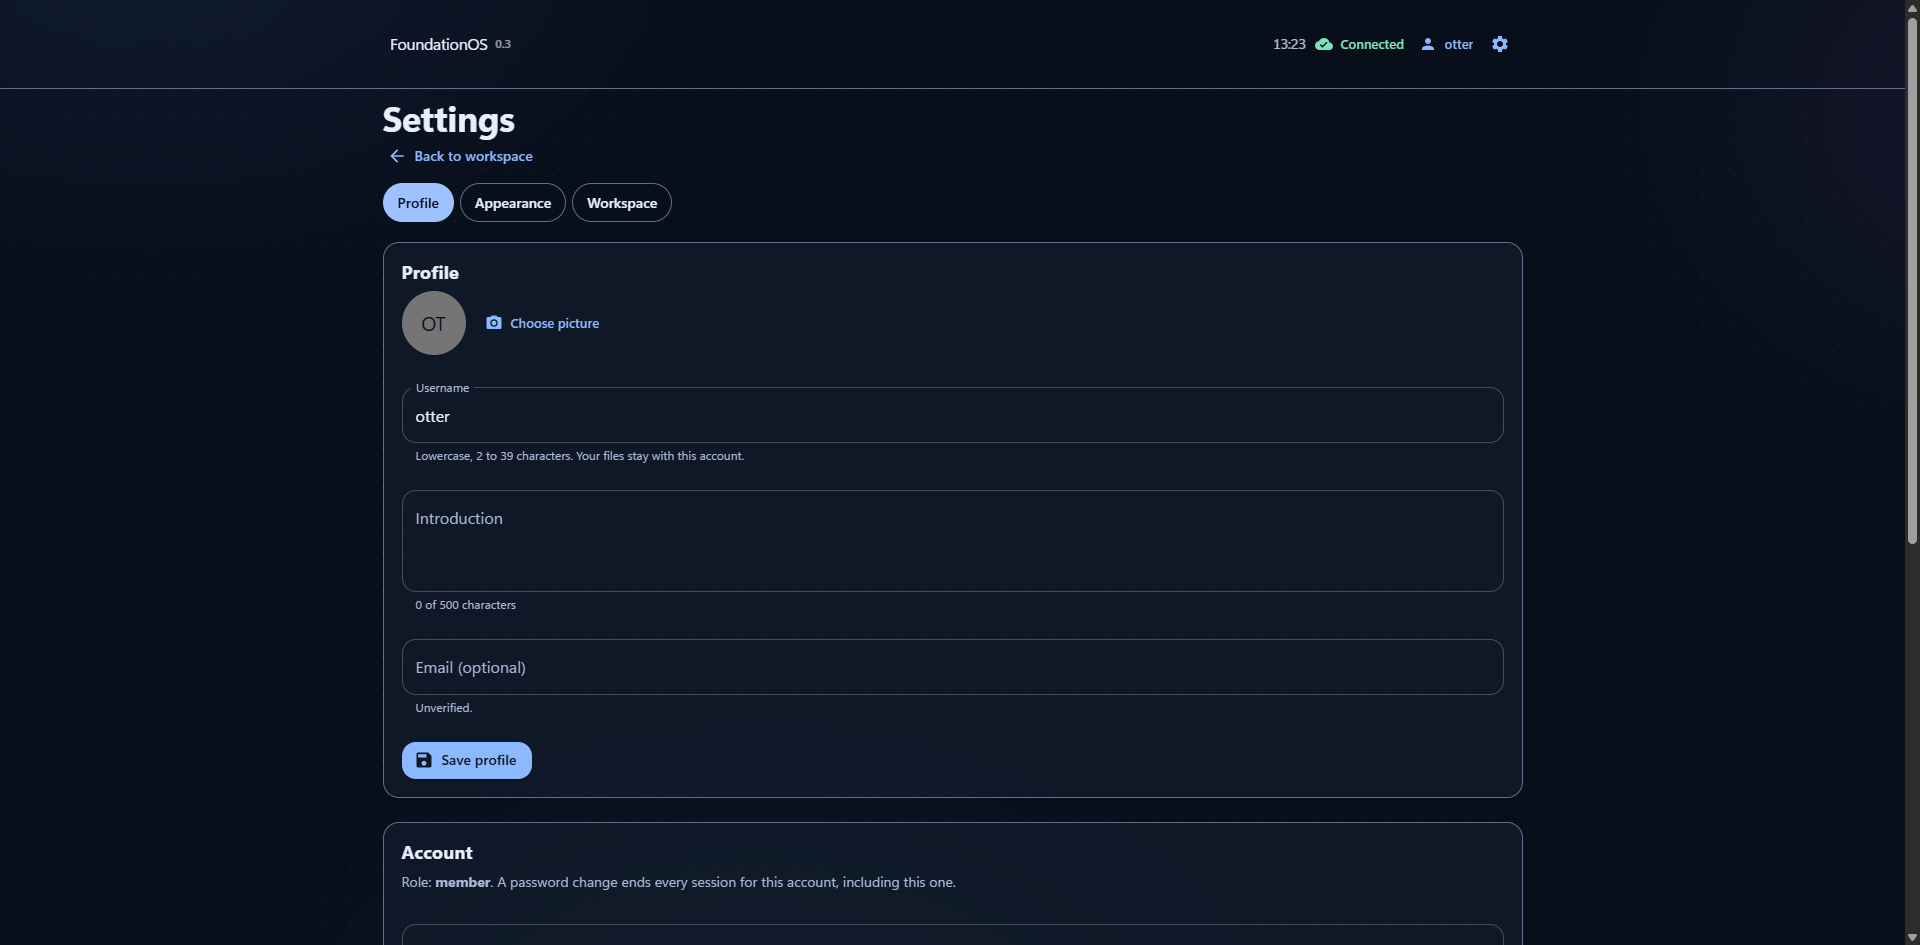 FoundationOS 0.3
13:23 Connected otter
Settings
Back to workspace
Profile Appearance Workspace
Profile
OT
Choose picture
Username
otter
Lowercase, 2 to 39 characters. Your files stay with this account.
Introduction
0 of 500 characters
Email (optional)
Unverified.
Save profile
Account
Role: member. A password change ends every session for this account, including this one.